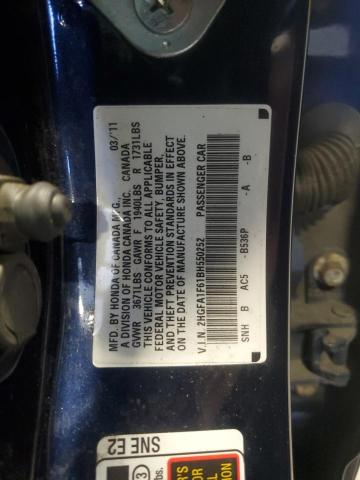 MFD. BY HONDA OF CANADA MFG., 03/'11
A DIVISION OF HONDA CANADA INC. CANADA
GVWR 3671LBS GAWR F 1940LBS R 1731LBS
THIS VEHICLE CONFORMS TO ALL APPLICABLE
FEDERAL MOTOR VEHICLE SAFETY, BUMPER,
AND THEFT PREVENTION STANDARDS IN EFFECT
ON THE DATE OF MANUFACTURE SHOWN ABOVE.
V.I.N. 2HGFA1F61BH550252 PASSENGER CAR
SNH B AC5 -B536P -A -B
SNE E2